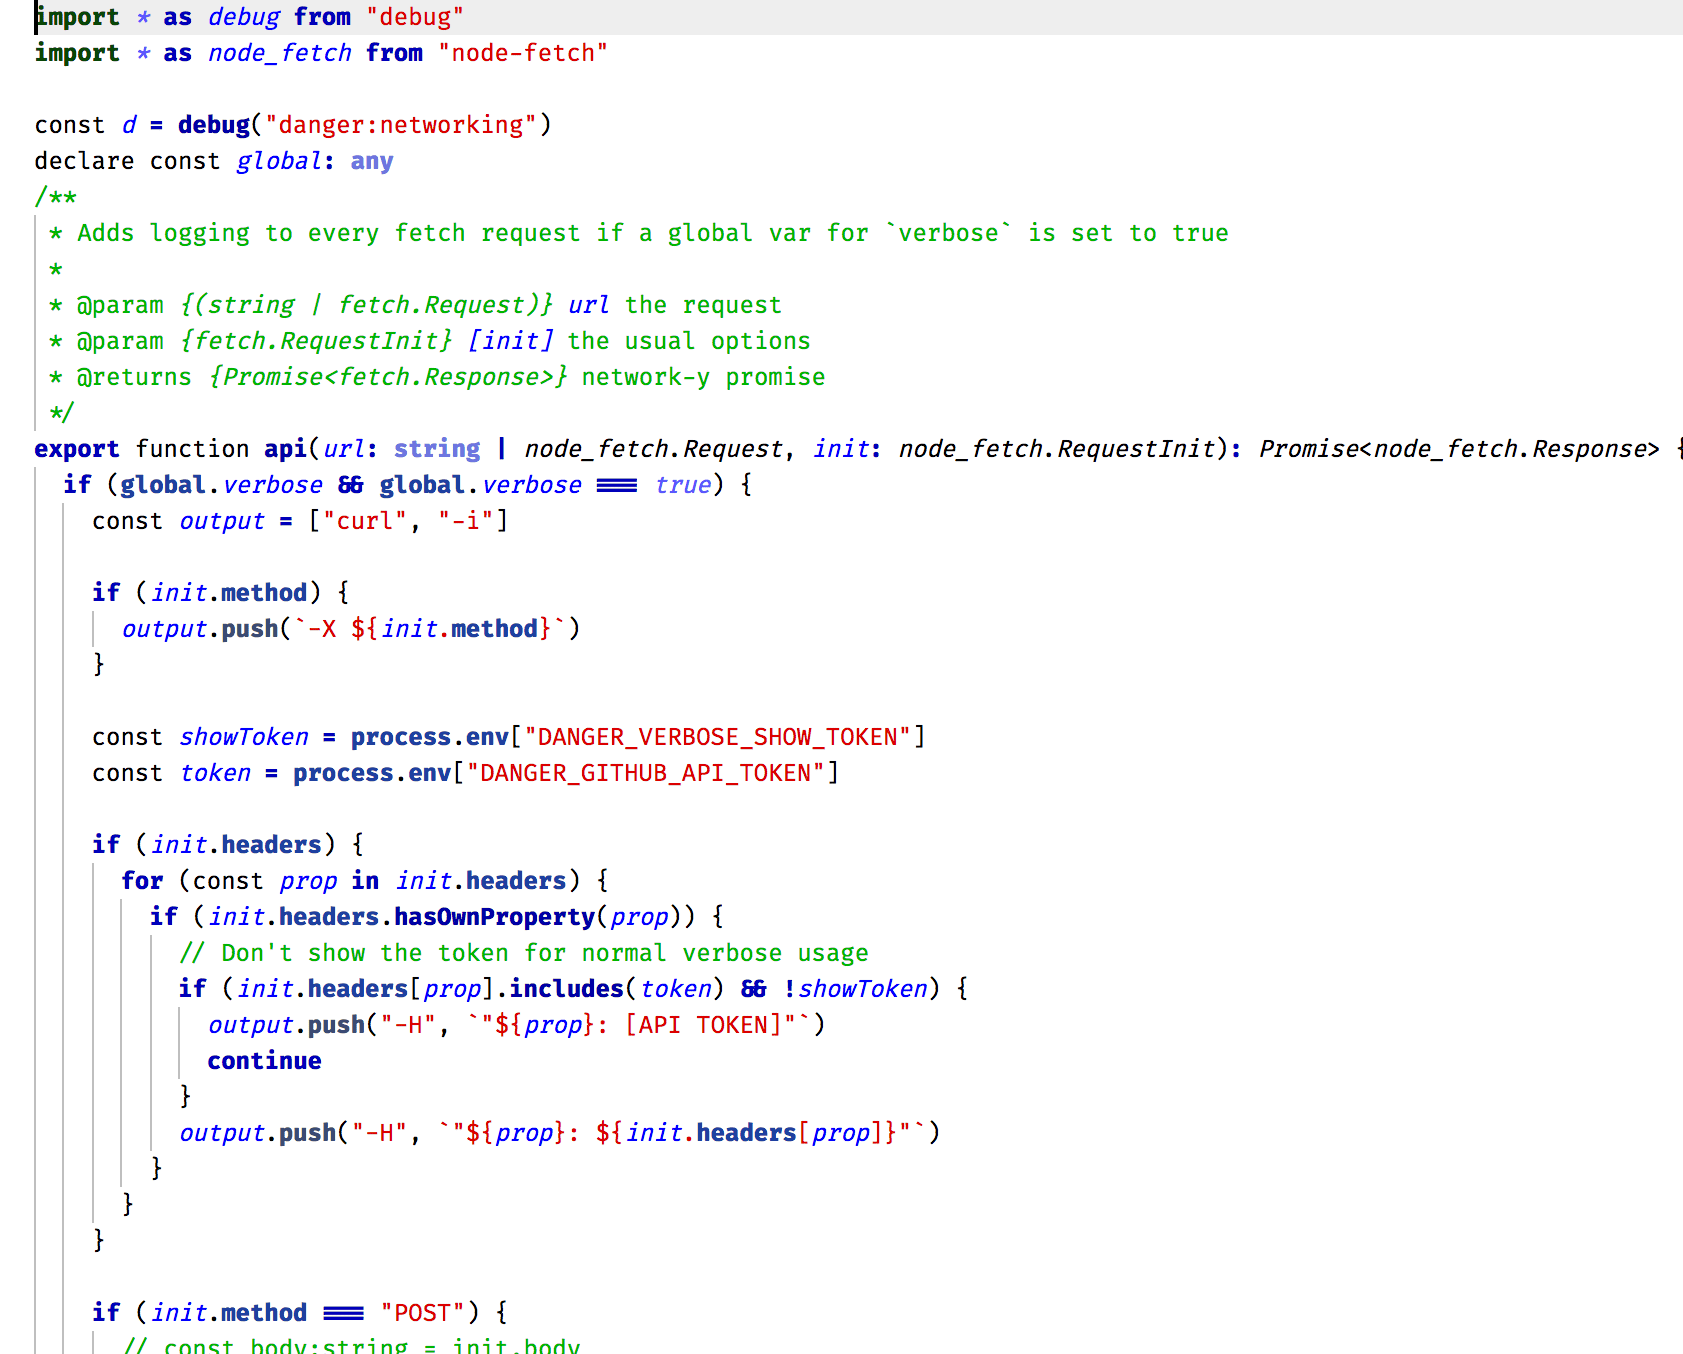 import * as debug from "debug"
import * as node_fetch from "node-fetch"
const d = debug("danger:networking")
declare const global: any
/**
* Adds logging to every fetch request if a global var for `verbose` is set to true
*
* @param {(string | fetch.Request)} url the request
* @param {fetch.RequestInit} [init] the usual options
* @returns {Promise<fetch.Response>} network-y promise
*/
export function api(url: string | node_fetch.Request, init: node_fetch.RequestInit): Promise<node_fetch.Response> {
if (global.verbose && global.verbose === true) {
const output = ["curl", "-i"]
if (init.method) {
output.push(`-X ${init.method}`)
}
const showToken = process.env["DANGER_VERBOSE_SHOW_TOKEN"]
const token = process.env["DANGER_GITHUB_API_TOKEN"]
if (init.headers) {
for (const prop in init.headers) {
if (init.headers.hasOwnProperty(prop)) {
// Don't show the token for normal verbose usage
if (init.headers[prop].includes(token) && !showToken) {
output.push("-H", `"${prop}: [API TOKEN]"`)
continue
}
output.push("-H", `"${prop}: ${init.headers[prop]}"`)
}
}
}
if (init.method === "POST") {
// const body:string = init.body